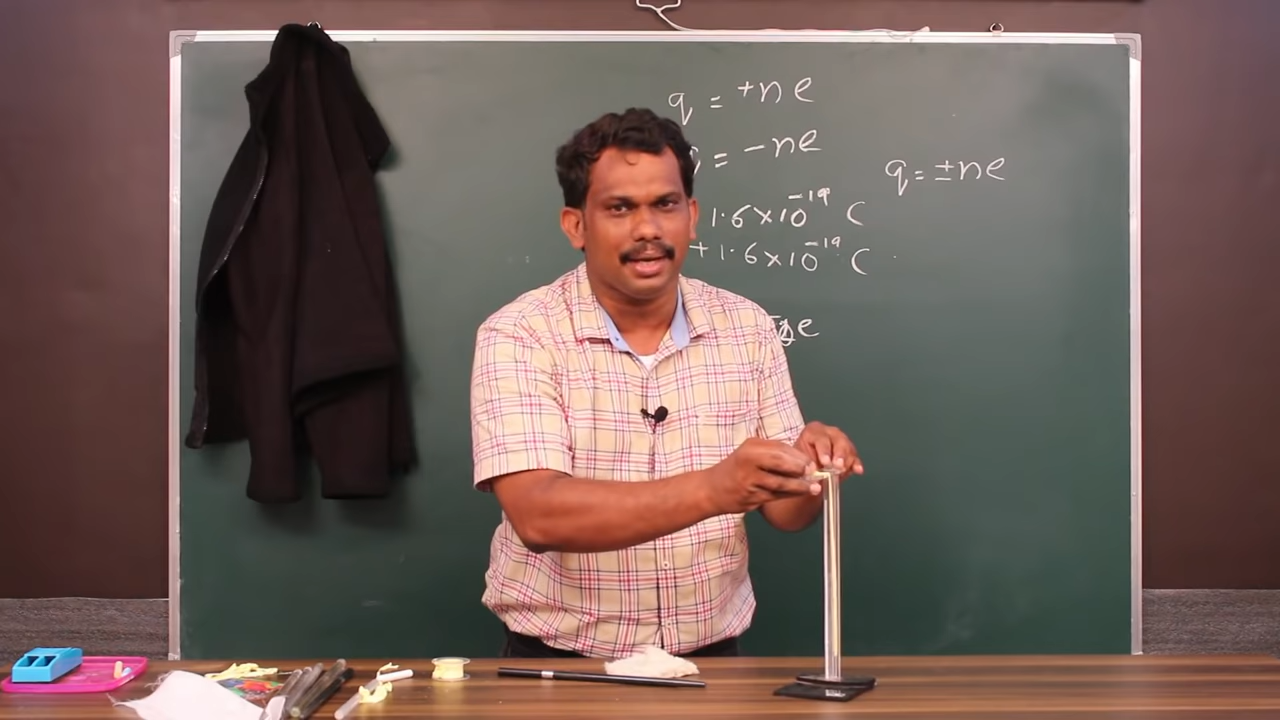 q = +ne
= -ne
q = ±ne
1.6×10⁻¹⁹ C
+1.6×10⁻¹⁹ C
e